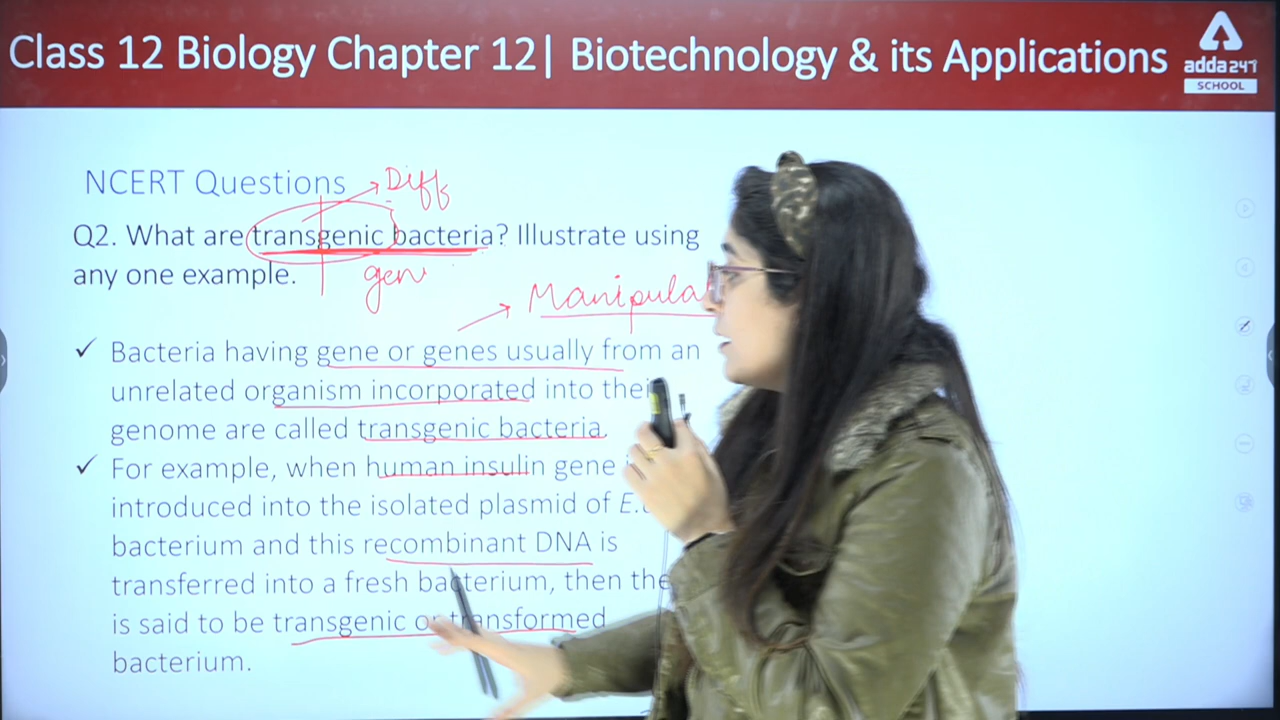 Class 12 Biology Chapter 12| Biotechnology & its Applications
adda247
SCHOOL
NCERT Questions
Diff
Q2. What are transgenic bacteria? Illustrate using
any one example.
gen
Manipula
✓ Bacteria having gene or genes usually from an
unrelated organism incorporated into thei
genome are called transgenic bacteria.
✓ For example, when human insulin gene
introduced into the isolated plasmid of E.
bacterium and this recombinant DNA is
transferred into a fresh bacterium, then the
is said to be transgenic or transformed
bacterium.